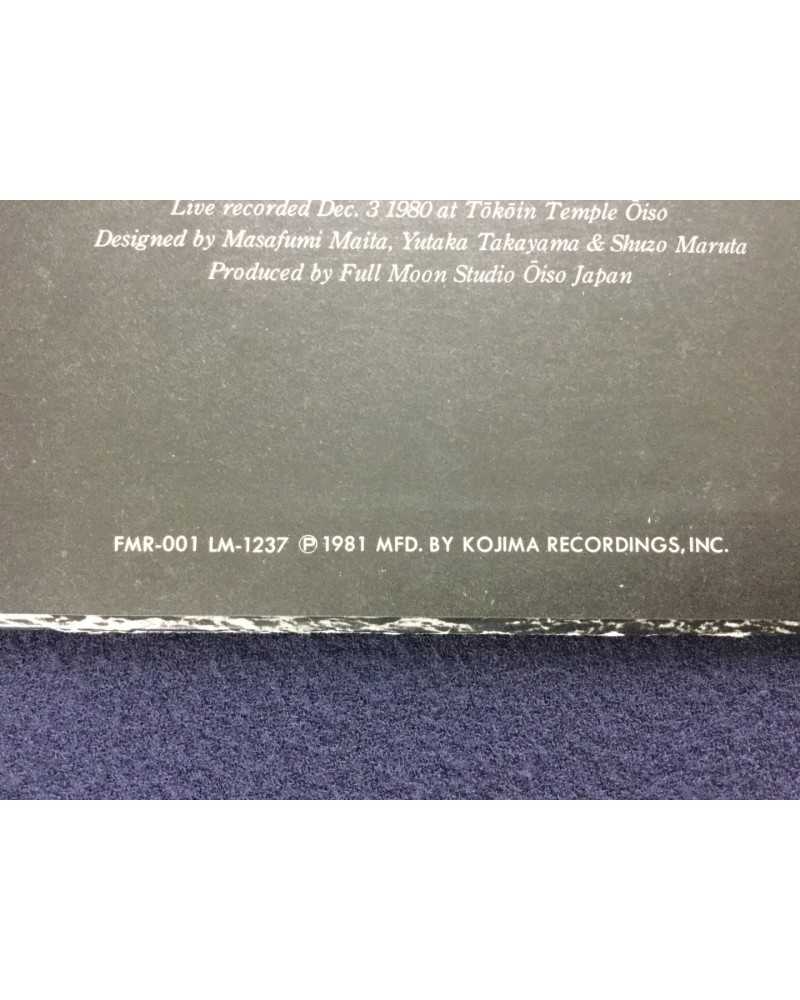 Live recorded Dec. 3 1980 at Tōkōin Temple Ōiso
Designed by Masafumi Maita, Yutaka Takayama & Shuzo Maruta
Produced by Full Moon Studio Ōiso Japan
FMR-001 LM-1237 ℗ 1981 MFD. BY KOJIMA RECORDINGS, INC.